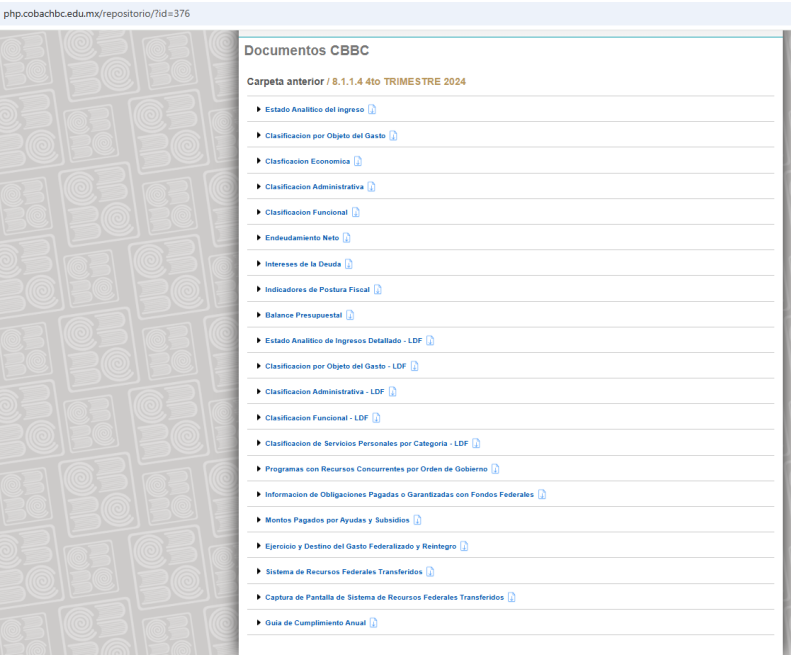 php.cobachbc.edu.mx/repositorio/?id=376
Documentos CBBC
Carpeta anterior / 8.1.1.4 4to TRIMESTRE 2024
Estado Analitico del ingreso
Clasificacion por Objeto del Gasto
Clasficacion Economica
Clasificacion Administrativa
Clasificacion Funcional
Endeudamiento Neto
Intereses de la Deuda
Indicadores de Postura Fiscal
Balance Presupuestal
Estado Analitico de Ingresos Detallado - LDF
Clasificacion por Objeto del Gasto - LDF
Clasificacion Administrativa - LDF
Clasificacion Funcional - LDF
Clasificacion de Servicios Personales por Categoria - LDF
Programas con Recursos Concurrentes por Orden de Gobierno
Informacion de Obligaciones Pagadas o Garantizadas con Fondos Federales
Montos Pagados por Ayudas y Subsidios
Ejercicio y Destino del Gasto Federalizado y Reintegro
Sistema de Recursos Federales Transferidos
Captura de Pantalla de Sistema de Recursos Federales Transferidos
Guia de Cumplimiento Anual